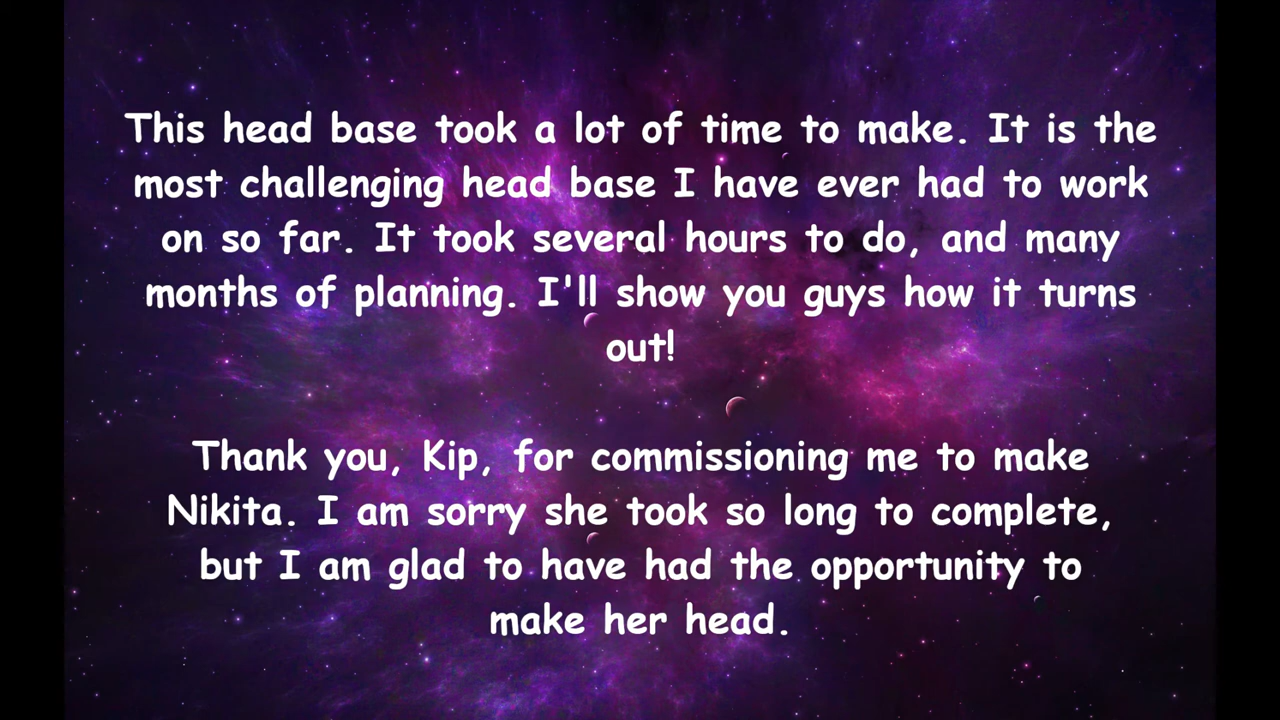 This head base took a lot of time to make. It is the
most challenging head base I have ever had to work
on so far. It took several hours to do, and many
months of planning. I'll show you guys how it turns
out!
Thank you, Kip, for commissioning me to make
Nikita. I am sorry she took so long to complete,
but I am glad to have had the opportunity to
make her head.